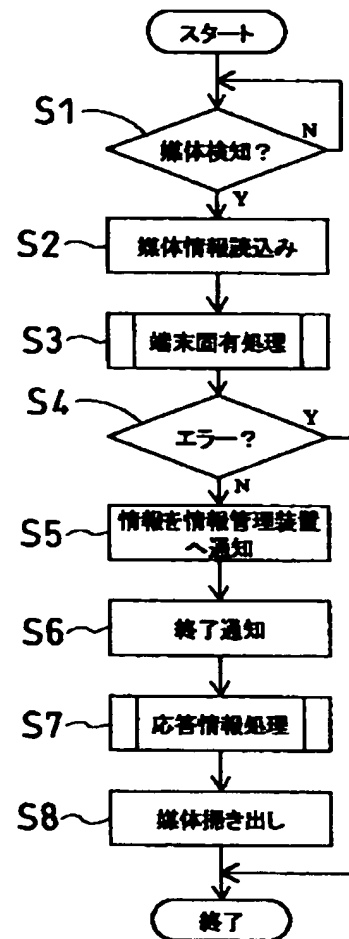 スタート
S1
媒体検知?
N
Y
S2
媒体情報読込み
S3
端末固有処理
S4
エラー?
Y
N
S5
情報を情報管理装置
へ通知
S6
終了通知
S7
応答情報処理
S8
媒体掃き出し
終了